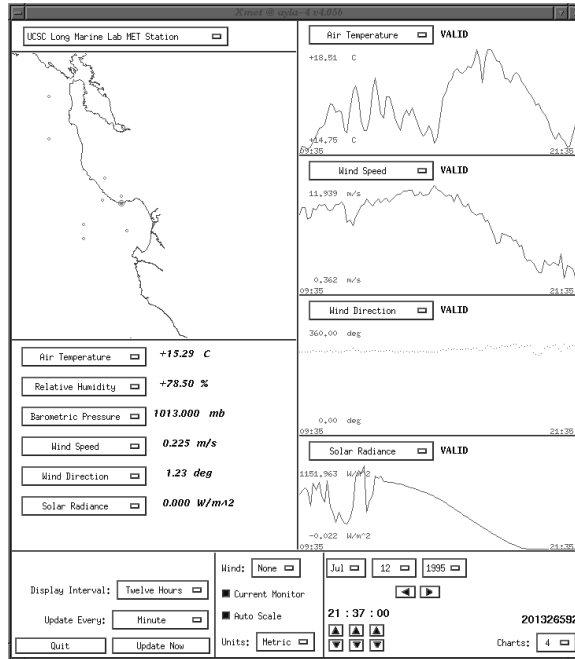 Xmet @ ayla-4 v4.05b
UCSC Long Marine Lab MET Station
Air Temperature VALID
+18.51 C
+14.75 C
09:35 21:35
Wind Speed VALID
11.939 m/s
0.362 m/s
09:35 21:35
Wind Direction VALID
360.00 deg
0.00 deg
09:35 21:35
Solar Radiance VALID
1151.963 W/m^2
-0.022 W/m^2
09:35 21:35
Air Temperature +15.29 C
Relative Humidity +78.50 %
Barometric Pressure 1013.000 mb
Wind Speed 0.225 m/s
Wind Direction 1.23 deg
Solar Radiance 0.000 W/m^2
Display Interval: Twelve Hours
Update Every: Minute
Quit Update Now
Wind: None
Current Monitor
Auto Scale
Units: Metric
Jul 12 1995
21 : 37 : 00
201326592
Charts: 4